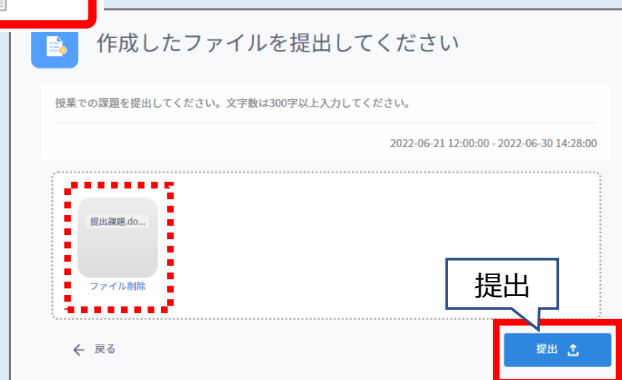 作成したファイルを提出してください
授業での課題を提出してください。文字数は300字以上入力してください。
2022-06-21 12:00:00 - 2022-06-30 14:28:00
提出課題.do...
ファイル削除
提出
← 戻る
提出